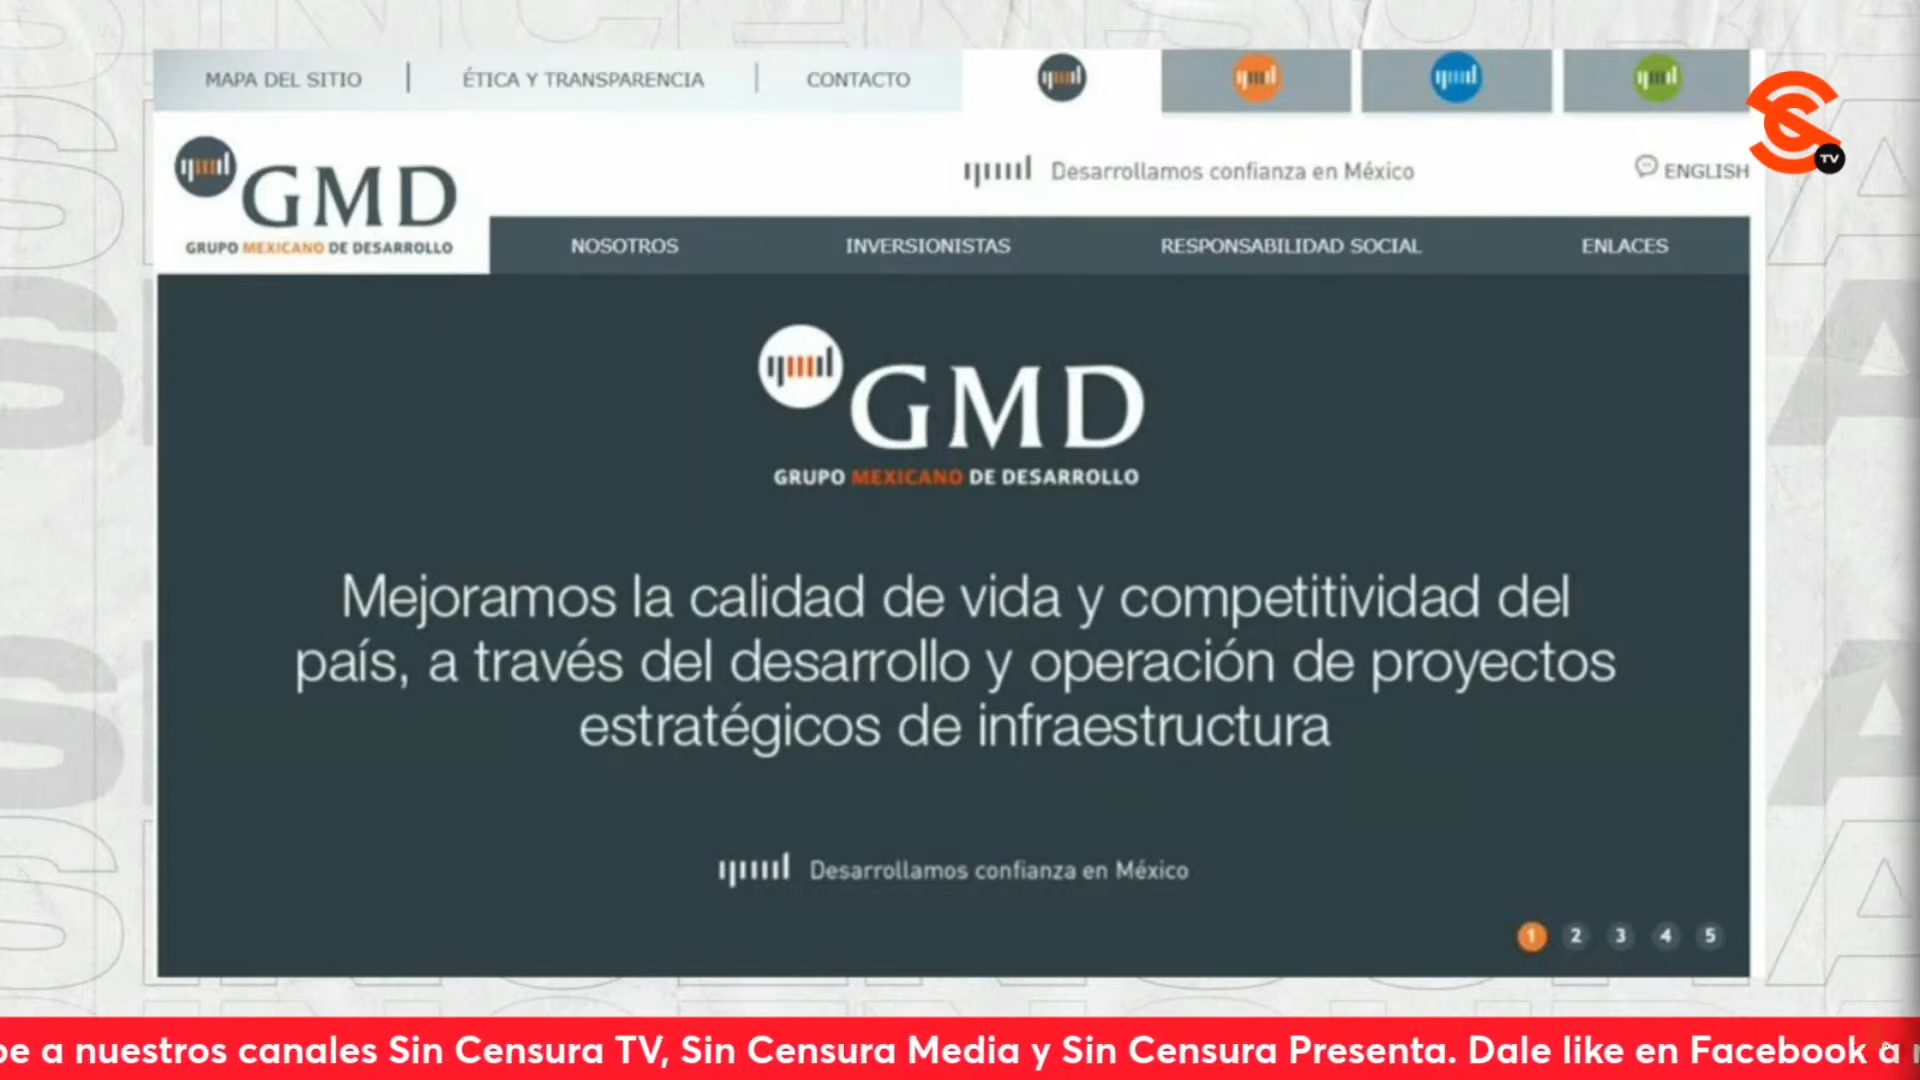 MAPA DEL SITIO | ÉTICA Y TRANSPARENCIA | CONTACTO
TV
GMD
GRUPO MEXICANO DE DESARROLLO
Desarrollamos confianza en México
ENGLISH
NOSOTROS INVERSIONISTAS RESPONSABILIDAD SOCIAL ENLACES
GMD
GRUPO MEXICANO DE DESARROLLO
Mejoramos la calidad de vida y competitividad del
país, a través del desarrollo y operación de proyectos
estratégicos de infraestructura
Desarrollamos confianza en México
1 2 3 4 5
a nuestros canales Sin Censura TV, Sin Censura Media y Sin Censura Presenta. Dale like en Facebook a